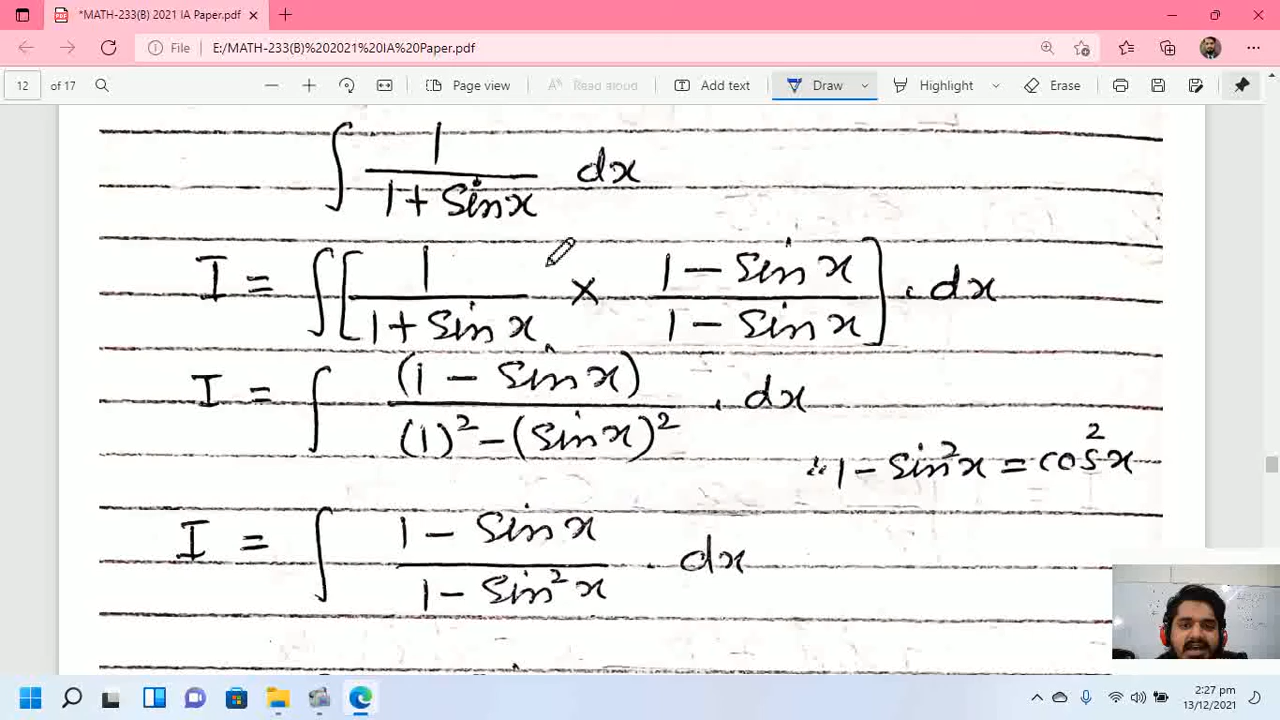 *MATH-233(B) 2021 IA Paper.pdf
File E:/MATH-233(B)%202021%20IA%20Paper.pdf
12 of 17 Page view Read aloud Add text Draw Highlight Erase
∫ 1/(1 + Sin x) dx
I = ∫ [1/(1 + Sin x) × (1 - Sin x)/(1 - Sin x)] . dx
I = ∫ (1 - Sin x)/((1)² - (Sin x)²) . dx
∵ 1 - Sin²x = cos²x
I = ∫ (1 - Sin x)/(1 - Sin²x) . dx
2:27 pm
13/12/2021